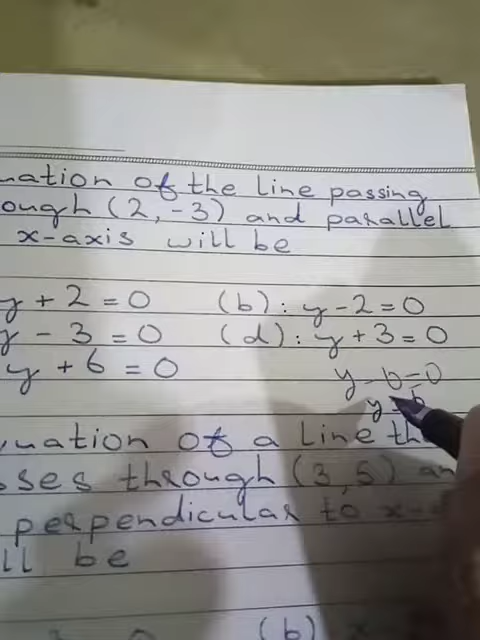 uation of the line passing
ough (2, -3) and parallel
x-axis will be
y + 2 = 0 (b): y - 2 = 0
y - 3 = 0 (d): y + 3 = 0
y + 6 = 0
y - b = 0
y = b
uation of a line th
ses through (3, 5) an
perpendicular to x-
ll be
(b)